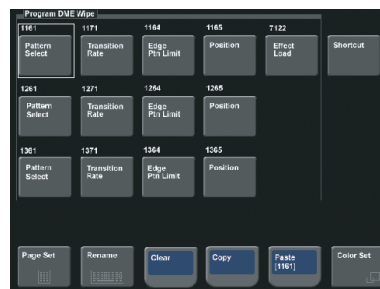 Program DME Wipe
1161 1171 1164 1165 7122
Pattern Select
Transition Rate
Edge Ptn Limit
Position
Effect Load
Shortcut
1261 1271 1264 1265
Pattern Select
Transition Rate
Edge Ptn Limit
Position
1361 1371 1364 1365
Pattern Select
Transition Rate
Edge Ptn Limit
Position
Page Set
Rename
Clear
Copy
Paste [1161]
Color Set